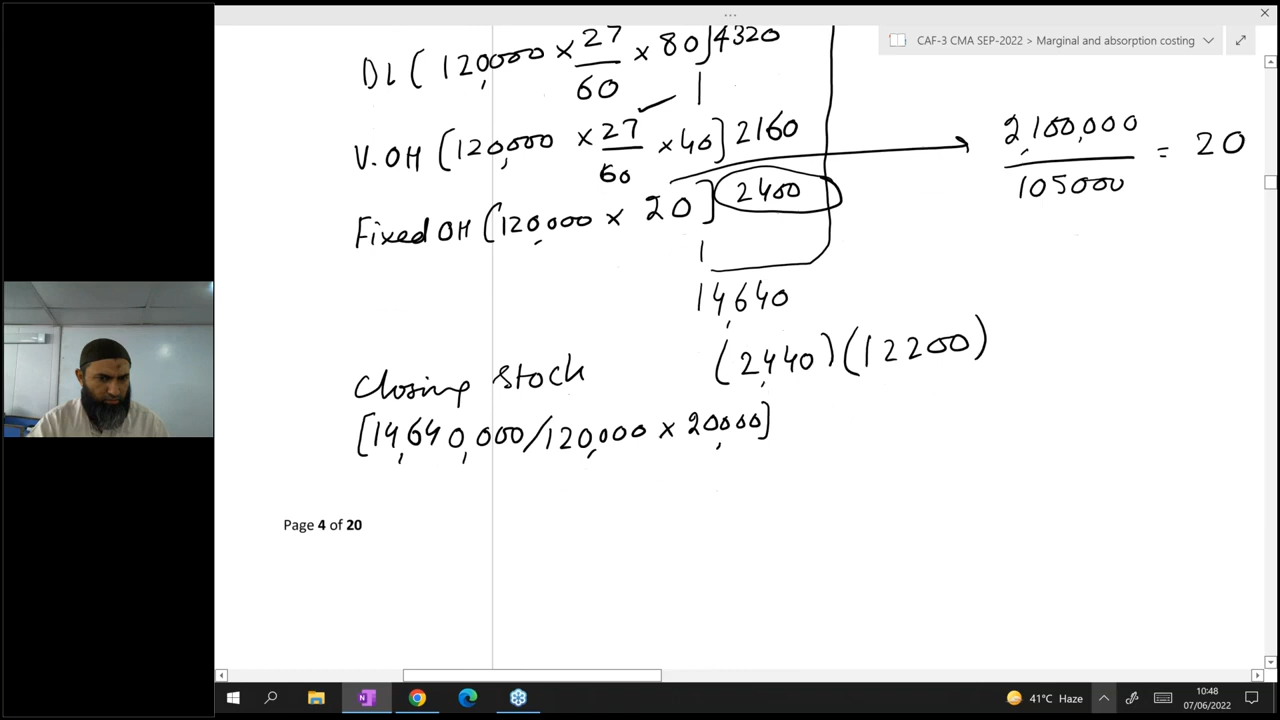 CAF-3 CMA SEP-2022 > Marginal and absorption costing
DL (120,000 × 27/60 × 80] 4320
V.OH [120,000 × 27/60 × 40] 2160
2,100,000/105000 = 20
Fixed OH [120,000 × 20] 2400
14,640
(2,440) (12200)
Closing Stock
[14,640,000/120,000 × 20,000]
Page 4 of 20
41°C Haze
10:48
07/06/2022